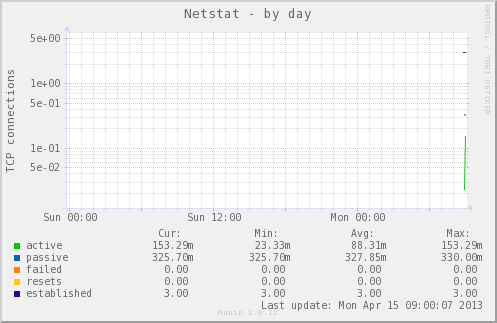 Netstat - by day
RRDTOOL / TOBI OETIKER
TCP connections
5e+00
1e+00
5e-01
1e-01
5e-02
Sun 00:00 Sun 12:00 Mon 00:00
Cur: Min: Avg: Max:
active 153.29m 23.33m 88.31m 153.29m
passive 325.70m 325.70m 327.85m 330.00m
failed 0.00 0.00 0.00 0.00
resets 0.00 0.00 0.00 0.00
established 3.00 3.00 3.00 3.00
Last update: Mon Apr 15 09:00:07 2013
Munin 2.0.12